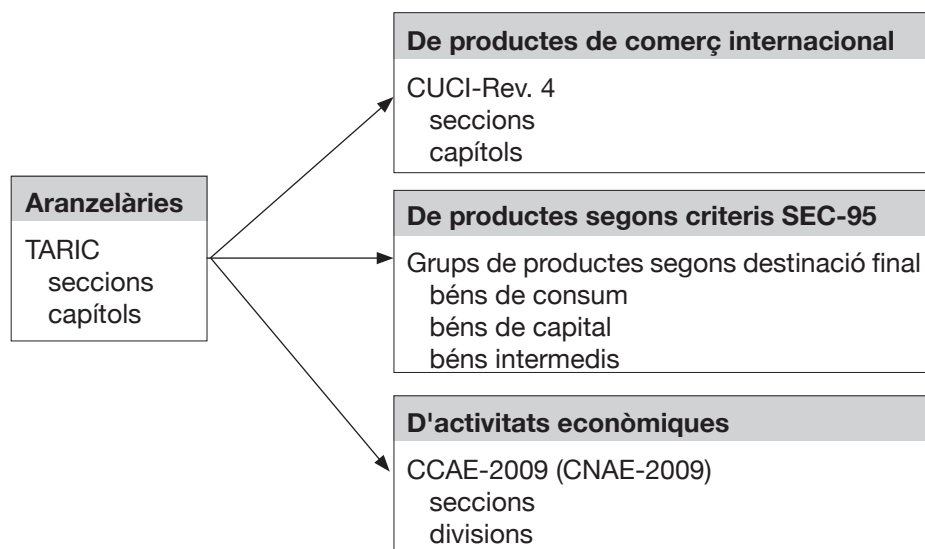 De productes de comerç internacional
CUCI-Rev. 4
seccions
capítols
Aranzelàries
TARIC
seccions
capítols
De productes segons criteris SEC-95
Grups de productes segons destinació final
béns de consum
béns de capital
béns intermedis
D'activitats econòmiques
CCAE-2009 (CNAE-2009)
seccions
divisions